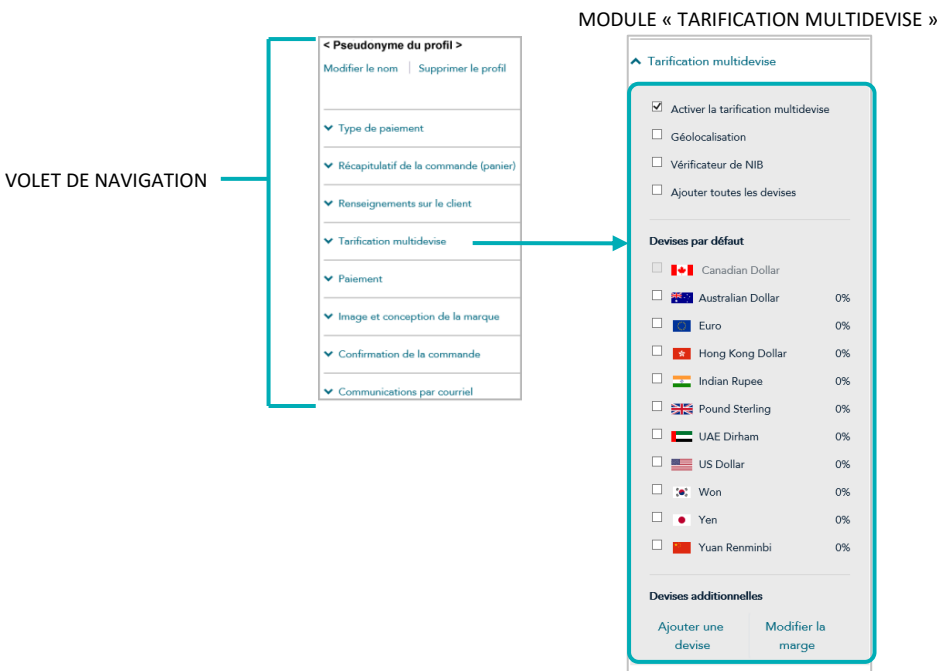 MODULE « TARIFICATION MULTIDEVISE »
VOLET DE NAVIGATION
< Pseudonyme du profil >
Modifier le nom | Supprimer le profil
Type de paiement
Récapitulatif de la commande (panier)
Renseignements sur le client
Tarification multidevise
Paiement
Image et conception de la marque
Confirmation de la commande
Communications par courriel
Tarification multidevise
Activer la tarification multidevise
Géolocalisation
Vérificateur de NIB
Ajouter toutes les devises
Devises par défaut
Canadian Dollar
Australian Dollar 0%
Euro 0%
Hong Kong Dollar 0%
Indian Rupee 0%
Pound Sterling 0%
UAE Dirham 0%
US Dollar 0%
Won 0%
Yen 0%
Yuan Renminbi 0%
Devises additionnelles
Ajouter une
devise
Modifier la
marge